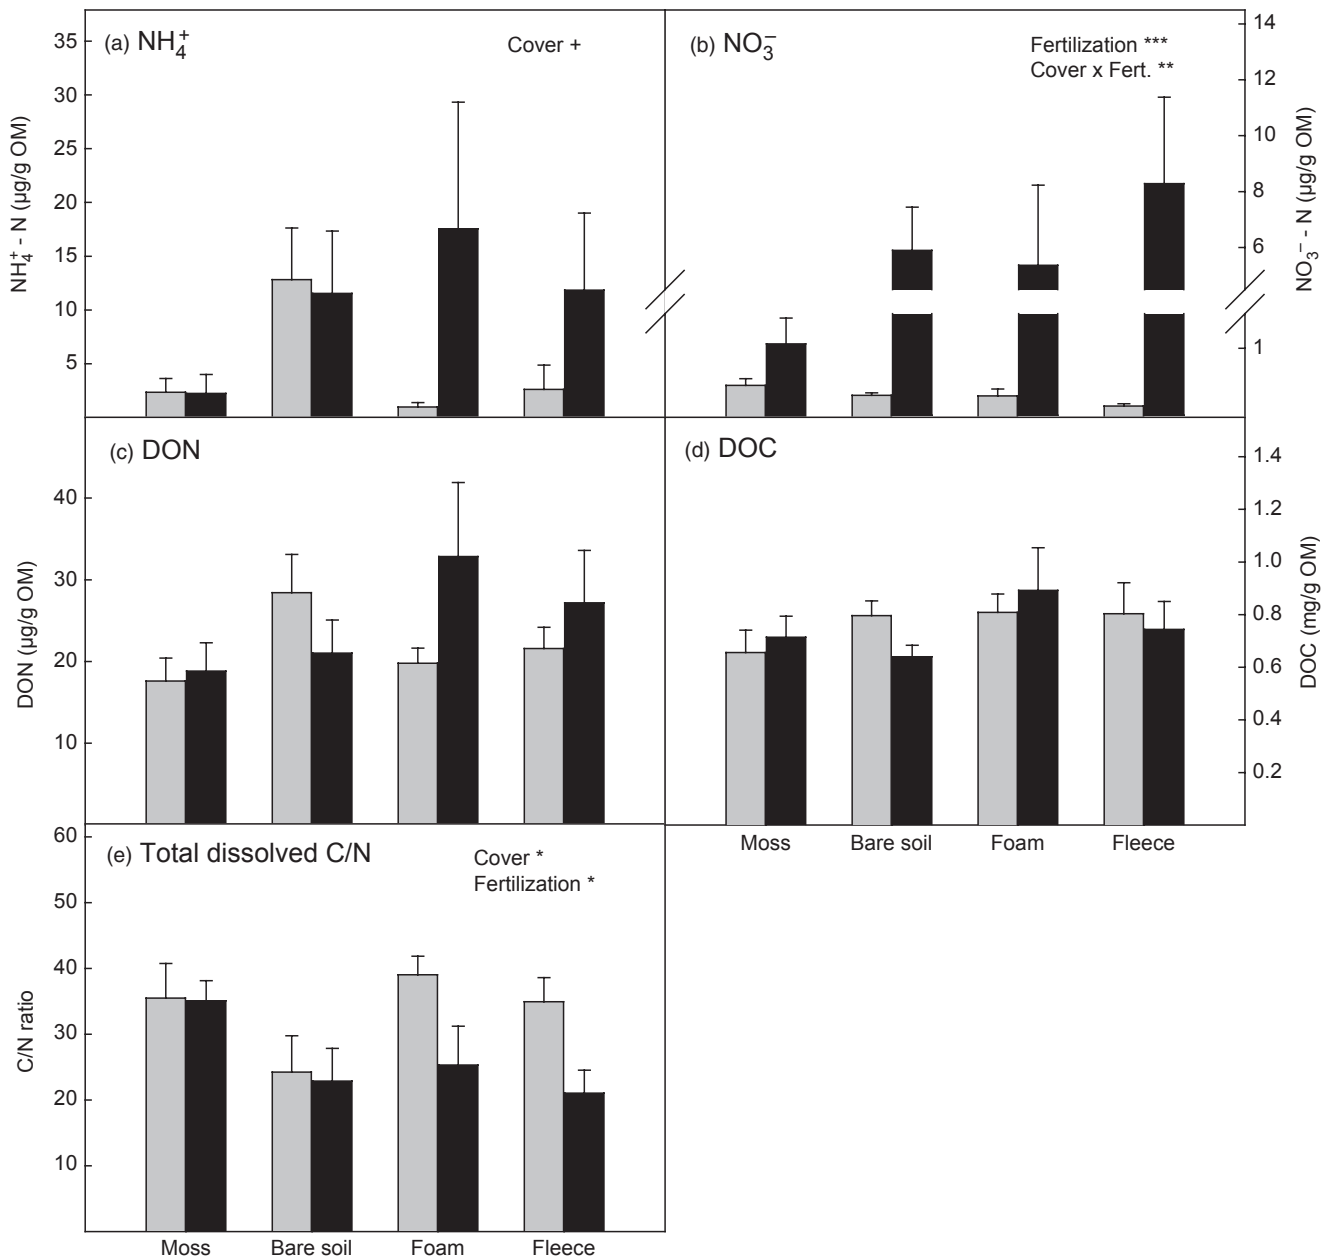 (a) NH₄⁺
Cover +
35
30
25
20
15
10
5
NH₄⁺ - N (µg/g OM)
(b) NO₃⁻
Fertilization ***
Cover x Fert. **
14
12
10
8
6
1
NO₃⁻ - N (µg/g OM)
(c) DON
40
30
20
10
DON (µg/g OM)
(d) DOC
1.4
1.2
1.0
0.8
0.6
0.4
0.2
DOC (mg/g OM)
Moss Bare soil Foam Fleece
(e) Total dissolved C/N
Cover *
Fertilization *
60
50
40
30
20
10
C/N ratio
Moss Bare soil Foam Fleece